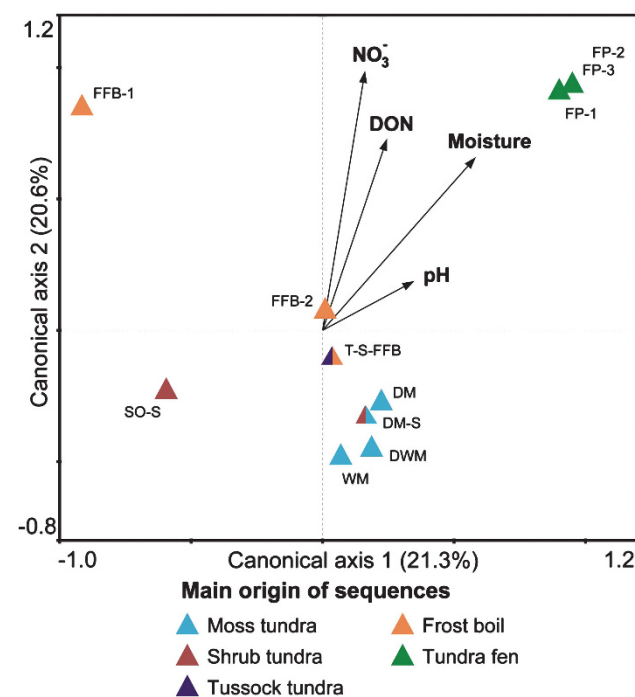 1.2
NO3-
FP-2
FP-3
FFB-1
FP-1
DON
Moisture
Canonical axis 2 (20.6%)
pH
FFB-2
T-S-FFB
DM
SO-S
DM-S
DWM
WM
-0.8
-1.0
Canonical axis 1 (21.3%)
1.2
Main origin of sequences
Moss tundra
Frost boil
Shrub tundra
Tundra fen
Tussock tundra